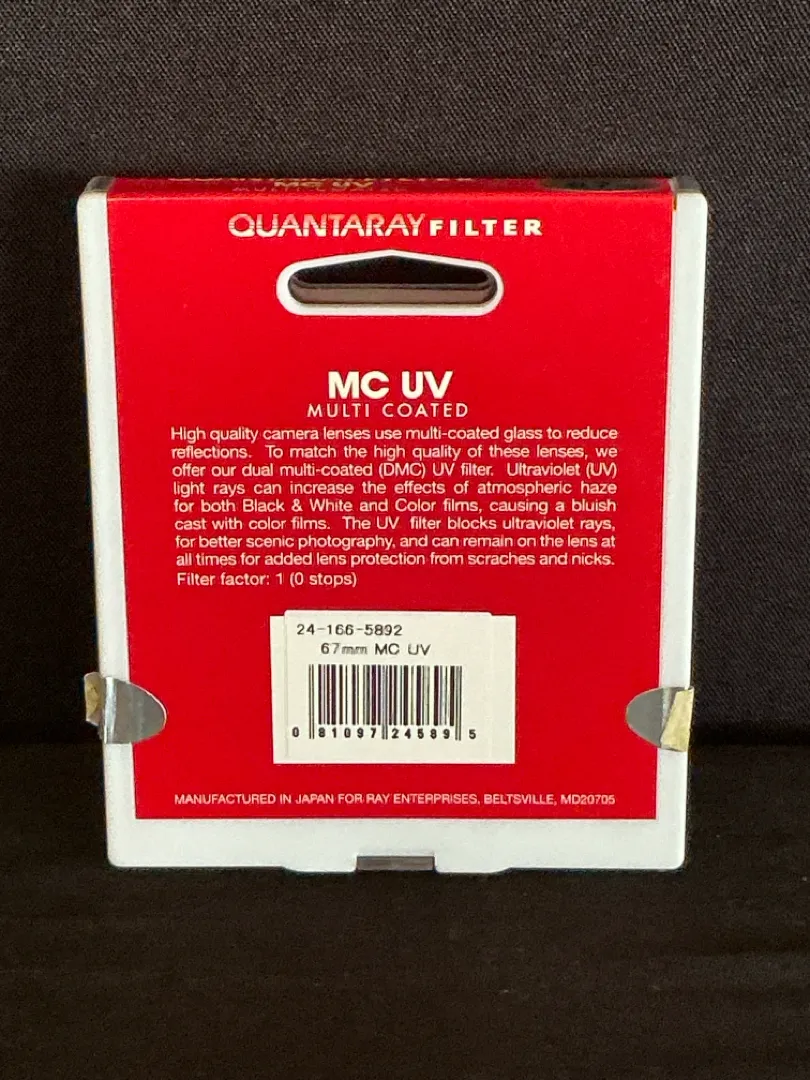 MC UV
QUANTARAY FILTER
MC UV
MULTI COATED
High quality camera lenses use multi-coated glass to reduce
reflections. To match the high quality of these lenses, we
offer our dual multi-coated (DMC) UV filter. Ultraviolet (UV)
light rays can increase the effects of atmospheric haze
for both Black & White and Color films, causing a bluish
cast with color films. The UV filter blocks ultraviolet rays,
for better scenic photography, and can remain on the lens at
all times for added lens protection from scraches and nicks.
Filter factor: 1 (0 stops)
24-166-5892
67mm MC UV
0 81097 24589 5
MANUFACTURED IN JAPAN FOR RAY ENTERPRISES, BELTSVILLE, MD20705